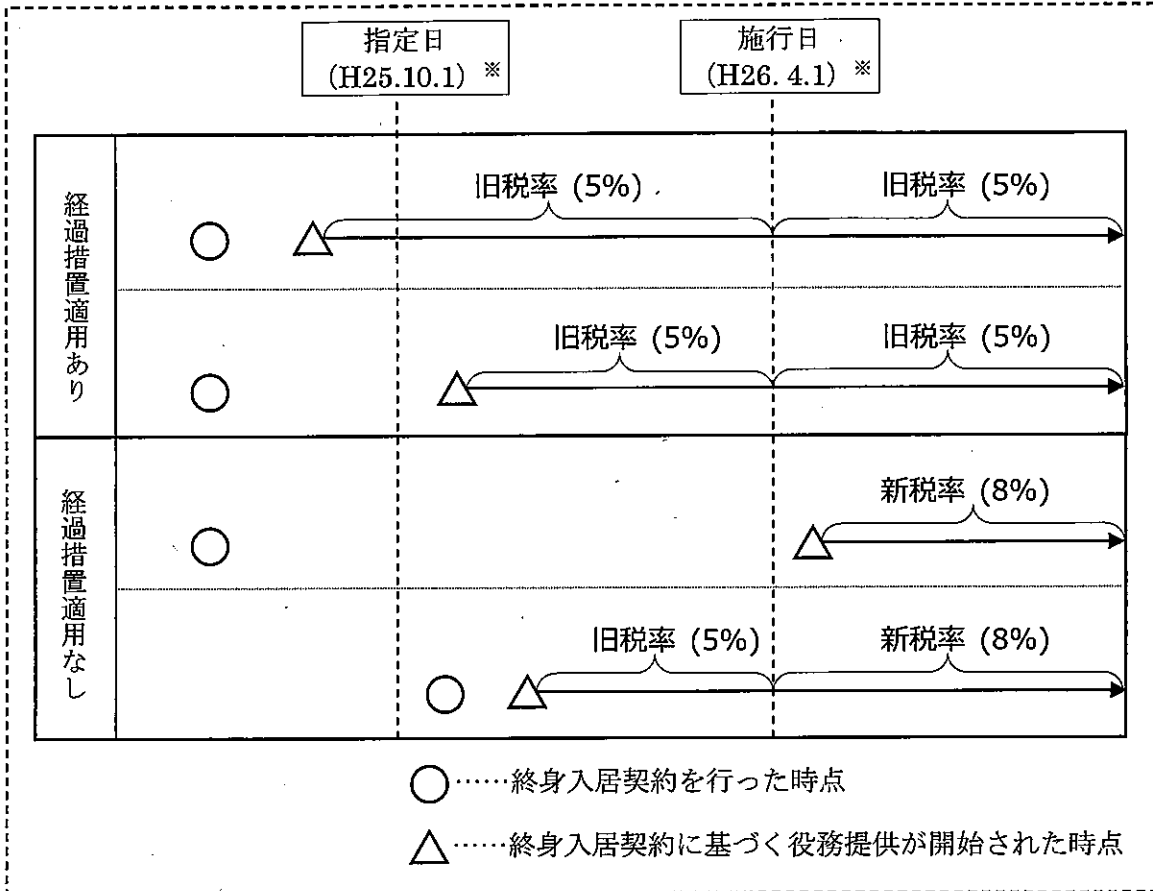 指定日
(H25.10.1) ※
施行日
(H26. 4. 1) ※
経過措置適用あり
旧税率 (5%)
旧税率 (5%)
旧税率 (5%)
旧税率 (5%)
経過措置適用なし
新税率 (8%)
旧税率 (5%)
新税率 (8%)
○……終身入居契約を行った時点
△……終身入居契約に基づく役務提供が開始された時点